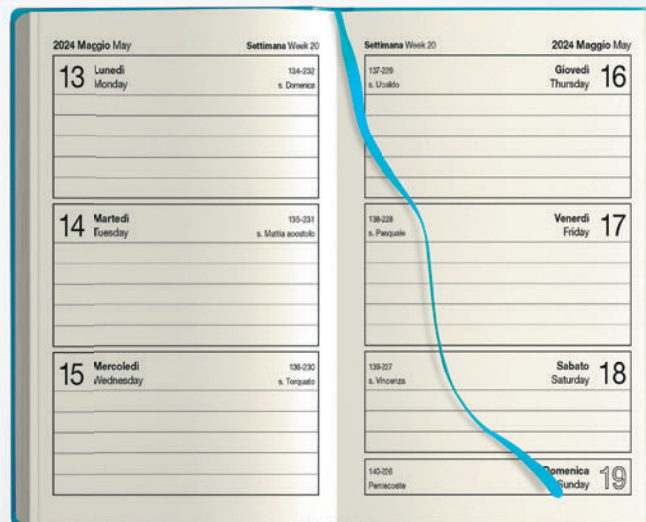 2024 Maggio May
Settimana Week 20
13 Lunedì 134-232
Monday s. Domenica
14 Martedì 135-231
Tuesday s. Mattia apostolo
15 Mercoledì 136-230
Wednesday s. Torquato
Settimana Week 20
2024 Maggio May
137-229 Giovedì 16
s. Ubaldo Thursday
138-228 Venerdì 17
s. Pasquale Friday
139-227 Sabato 18
s. Vincenza Saturday
140-226 Domenica 19
Pentecoste Sunday